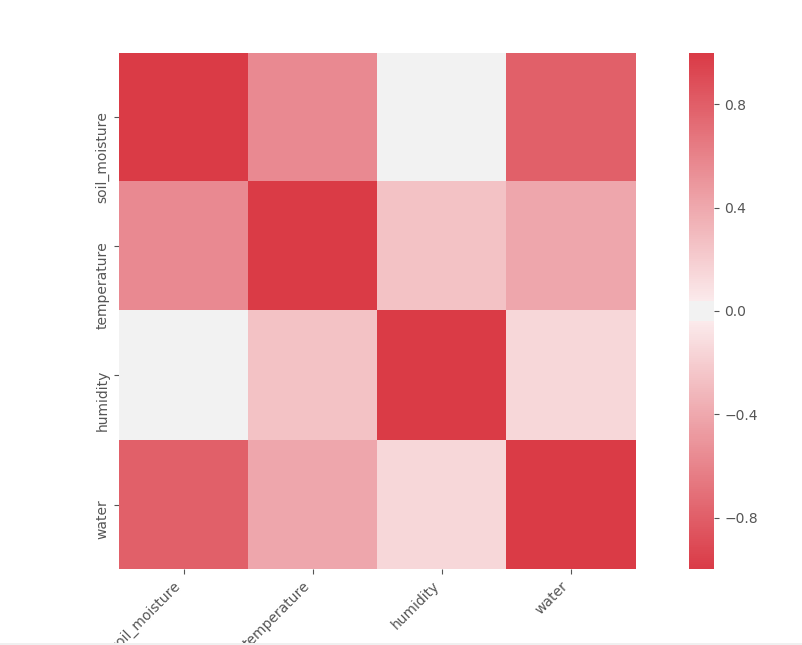 soil_moisture
temperature
humidity
water
oil_moisture
temperature
humidity
water
0.8
0.4
0.0
−0.4
−0.8